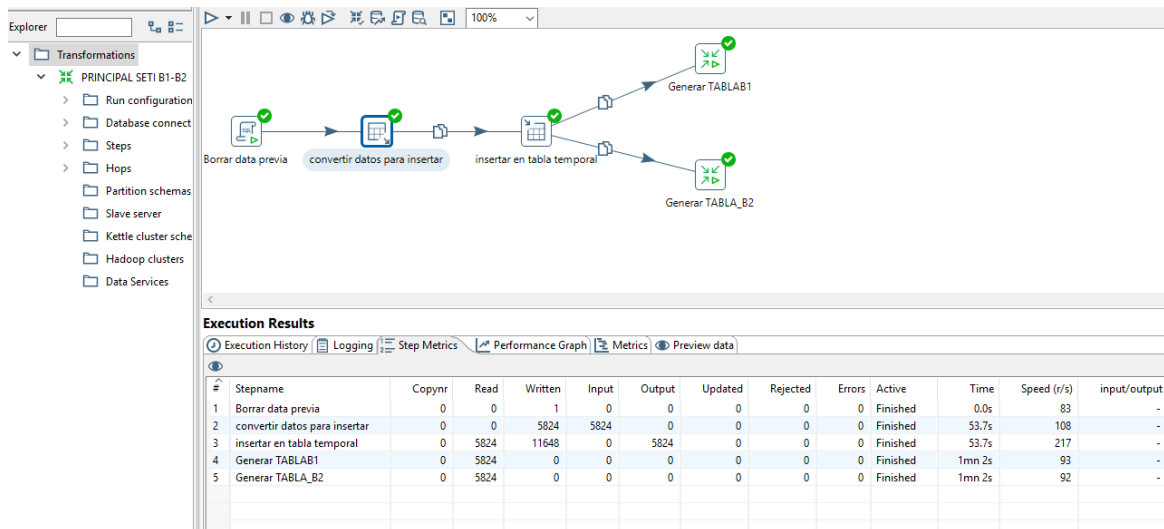 Explorer
100%
Transformations
PRINCIPAL SETI B1-B2
Run configuration
Database connect
Steps
Hops
Partition schemas
Slave server
Kettle cluster sche
Hadoop clusters
Data Services
Generar TABLAB1
Borrar data previa
convertir datos para insertar
insertar en tabla temporal
Generar TABLA_B2
Execution Results
Execution History Logging Step Metrics Performance Graph Metrics Preview data
# Stepname Copynr Read Written Input Output Updated Rejected Errors Active Time Speed (r/s) input/output
1 Borrar data previa 0 0 1 0 0 0 0 0 Finished 0.0s 83 -
2 convertir datos para insertar 0 0 5824 5824 0 0 0 0 Finished 53.7s 108 -
3 insertar en tabla temporal 0 5824 11648 0 5824 0 0 0 Finished 53.7s 217 -
4 Generar TABLAB1 0 5824 0 0 0 0 0 0 Finished 1mn 2s 93 -
5 Generar TABLA_B2 0 5824 0 0 0 0 0 0 Finished 1mn 2s 92 -